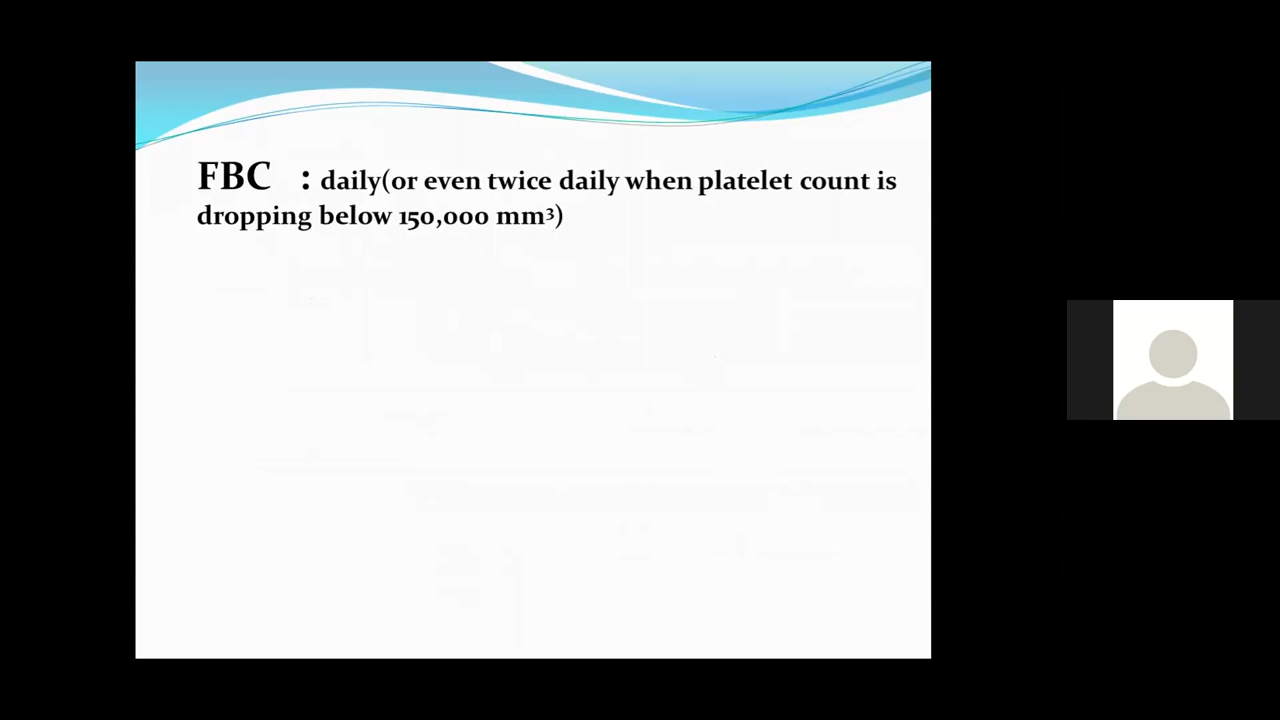 FBC : daily(or even twice daily when platelet count is
dropping below 150,000 mm³)